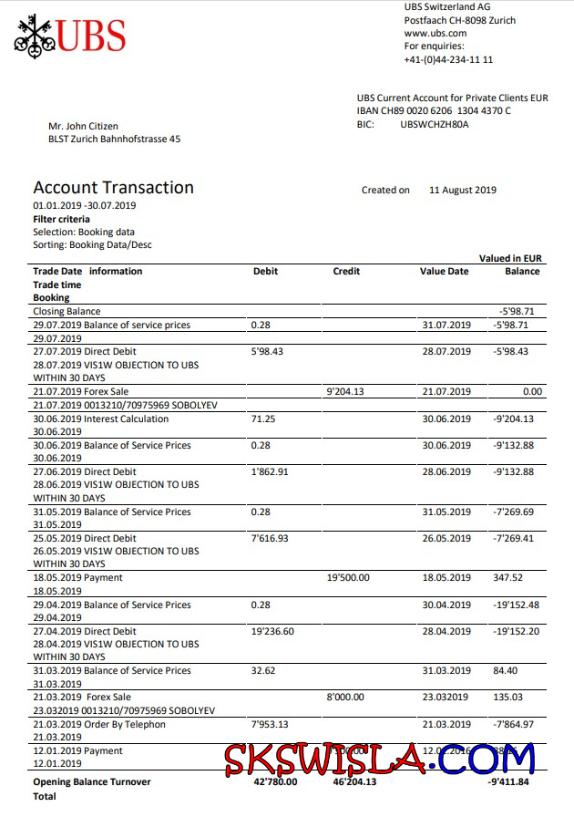 UBS
UBS Switzerland AG
Postfaach CH-8098 Zurich
www.ubs.com
For enquiries:
+41-(0)44-234-11 11
UBS Current Account for Private Clients EUR
IBAN CH89 0020 6206 1304 4370 C
BIC: UBSWCHZH80A
Mr. John Citizen
BLST Zurich Bahnhofstrasse 45
Account Transaction
Created on 11 August 2019
01.01.2019 -30.07.2019
Filter criteria
Selection: Booking data
Sorting: Booking Data/Desc
Valued in EUR
Trade Date information Debit Credit Value Date Balance
Trade time
Booking
Closing Balance -5'98.71
29.07.2019 Balance of service prices 0.28 31.07.2019 -5'98.71
29.07.2019
27.07.2019 Direct Debit 5'98.43 28.07.2019 -5'98.43
28.07.2019 VIS1W OBJECTION TO UBS
WITHIN 30 DAYS
21.07.2019 Forex Sale 9'204.13 21.07.2019 0.00
21.07.2019 0013210/70975969 SOBOLYEV
30.06.2019 Interest Calculation 71.25 30.06.2019 -9'204.13
30.06.2019
30.06.2019 Balance of Service Prices 0.28 30.06.2019 -9'132.88
30.06.2019
27.06.2019 Direct Debit 1'862.91 28.06.2019 -9'132.88
28.06.2019 VIS1W OBJECTION TO UBS
WITHIN 30 DAYS
31.05.2019 Balance of Service Prices 0.28 31.05.2019 -7'269.69
31.05.2019
25.05.2019 Direct Debit 7'616.93 26.05.2019 -7'269.41
26.05.2019 VIS1W OBJECTION TO UBS
WITHIN 30 DAYS
18.05.2019 Payment 19'500.00 18.05.2019 347.52
18.05.2019
29.04.2019 Balance of Service Prices 0.28 30.04.2019 -19'152.48
29.04.2019
27.04.2019 Direct Debit 19'236.60 28.04.2019 -19'152.20
28.04.2019 VIS1W OBJECTION TO UBS
WITHIN 30 DAYS
31.03.2019 Balance of Service Prices 32.62 31.03.2019 84.40
31.03.2019
21.03.2019 Forex Sale 8'000.00 23.032019 135.03
23.032019 0013210/70975969 SOBOLYEV
21.03.2019 Order By Telephon 7'953.13 21.03.2019 -7'864.97
21.03.2019
12.01.2019 Payment
12.01.2019
SKSWISLA.COM
Opening Balance Turnover 42'780.00 46'204.13 -9'411.84
Total